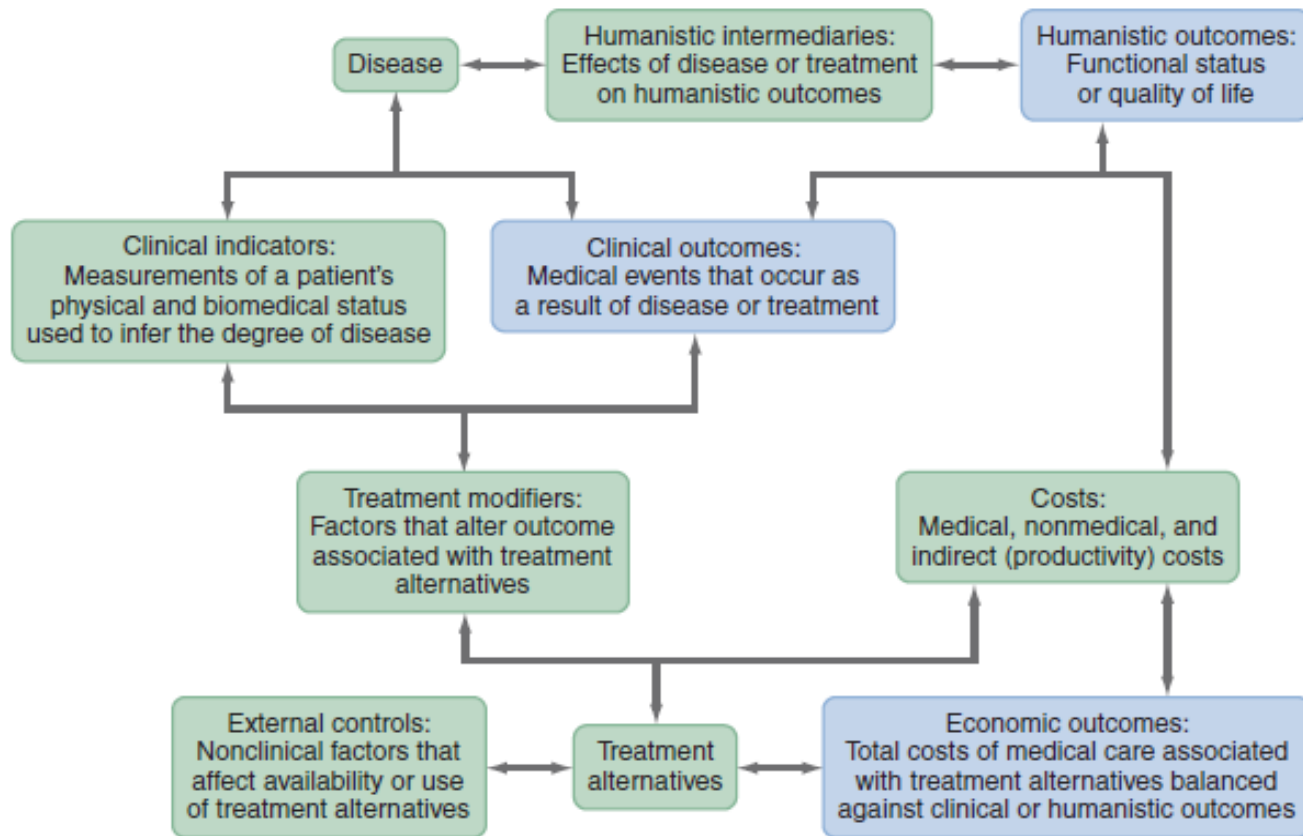 Disease
Humanistic intermediaries:
Effects of disease or treatment
on humanistic outcomes
Humanistic outcomes:
Functional status
or quality of life
Clinical indicators:
Measurements of a patient's
physical and biomedical status
used to infer the degree of disease
Clinical outcomes:
Medical events that occur as
a result of disease or treatment
Treatment modifiers:
Factors that alter outcome
associated with treatment
alternatives
Costs:
Medical, nonmedical, and
indirect (productivity) costs
External controls:
Nonclinical factors that
affect availability or use
of treatment alternatives
Treatment
alternatives
Economic outcomes:
Total costs of medical care associated
with treatment alternatives balanced
against clinical or humanistic outcomes